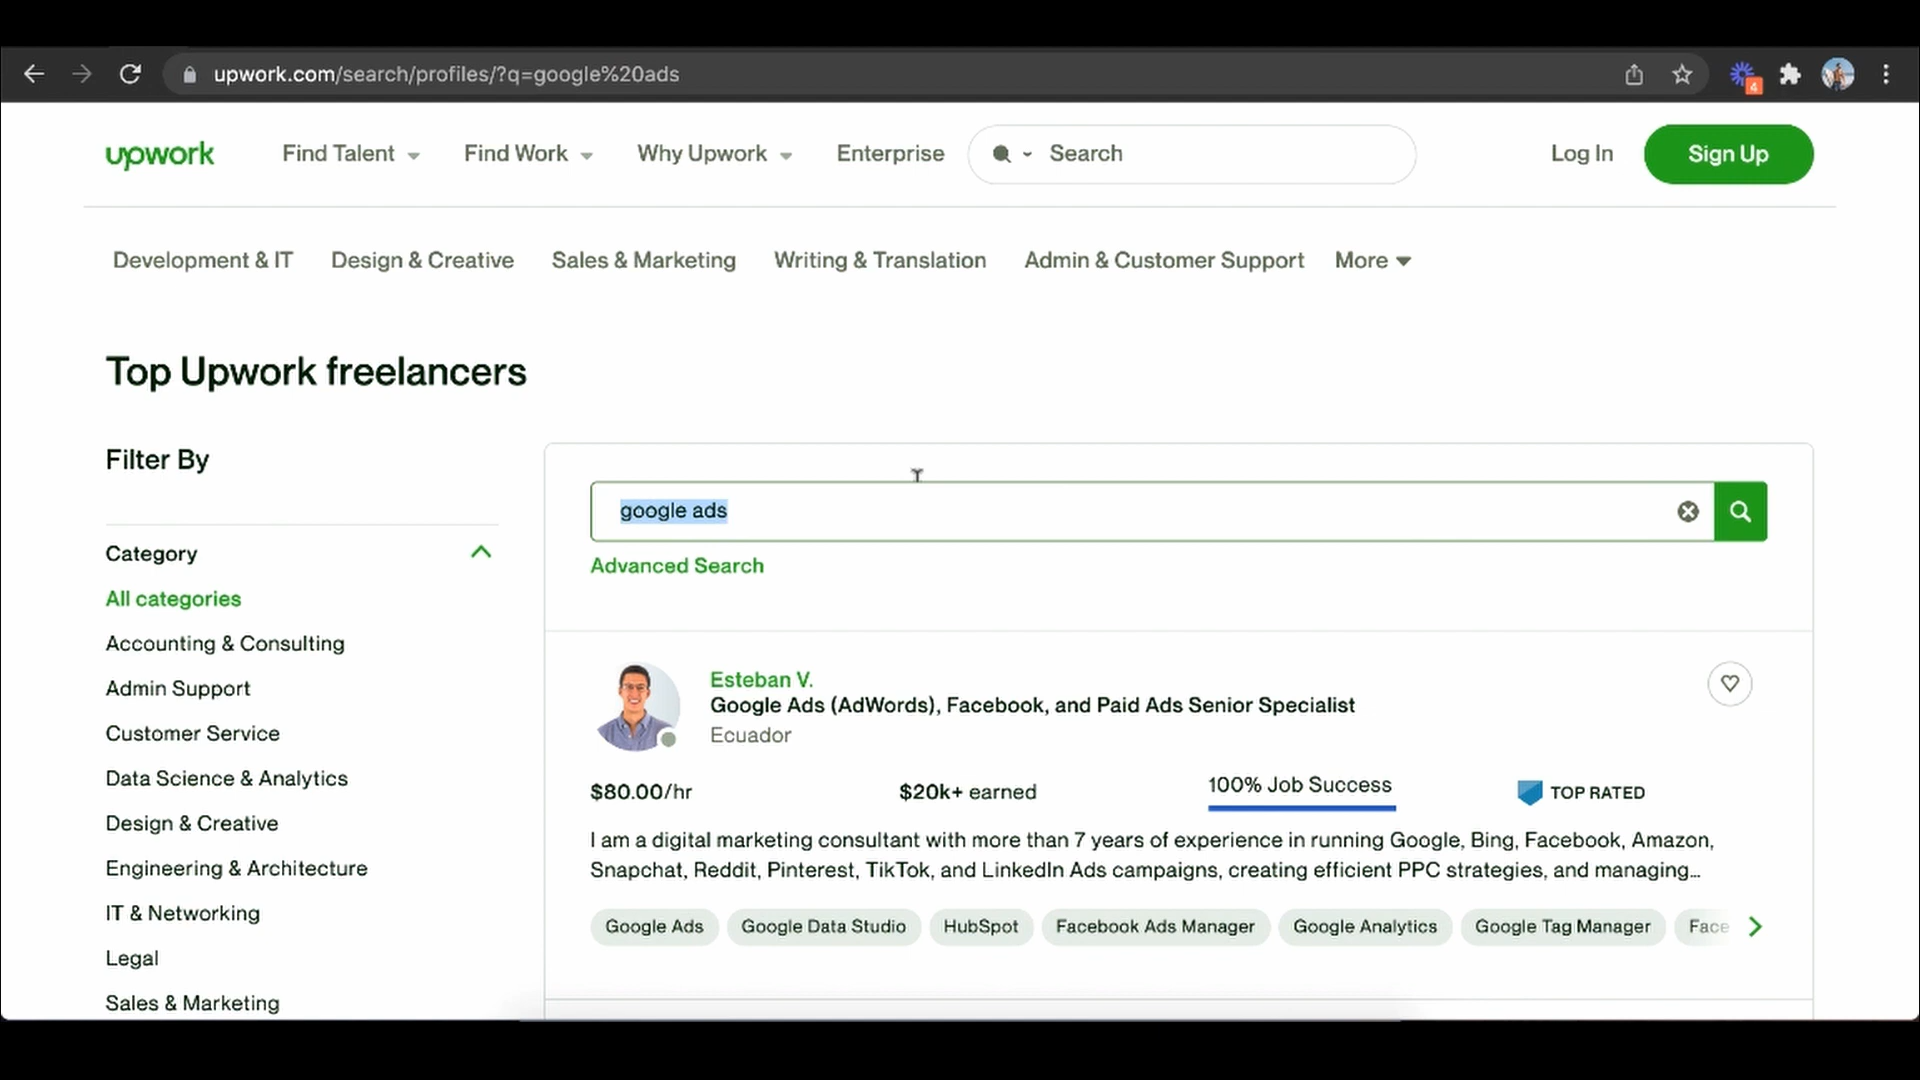 upwork.com/search/profiles/?q=google%20ads
4
upwork
Find Talent
Find Work
Why Upwork
Enterprise
Search
Log In
Sign Up
Development & IT
Design & Creative
Sales & Marketing
Writing & Translation
Admin & Customer Support
More
Top Upwork freelancers
Filter By
Category
All categories
Accounting & Consulting
Admin Support
Customer Service
Data Science & Analytics
Design & Creative
Engineering & Architecture
IT & Networking
Legal
Sales & Marketing
google ads
Advanced Search
Esteban V.
Google Ads (AdWords), Facebook, and Paid Ads Senior Specialist
Ecuador
$80.00/hr
$20k+ earned
100% Job Success
TOP RATED
I am a digital marketing consultant with more than 7 years of experience in running Google, Bing, Facebook, Amazon,
Snapchat, Reddit, Pinterest, TikTok, and LinkedIn Ads campaigns, creating efficient PPC strategies, and managing...
Google Ads
Google Data Studio
HubSpot
Facebook Ads Manager
Google Analytics
Google Tag Manager
Face